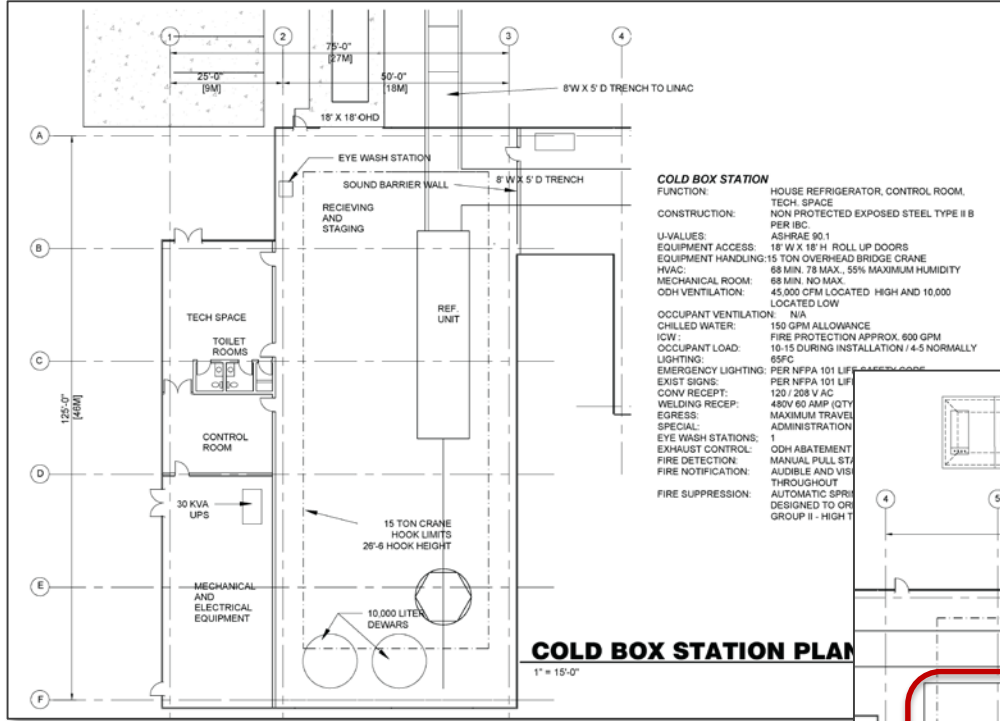 1
2
3
4
75'-0"
[27M]
25'-0"
[9M]
50'-0"
[18M]
8'W X 5' D TRENCH TO LINAC
18' X 18' OHD
A
EYE WASH STATION
SOUND BARRIER WALL
8' W X 5' D TRENCH
RECIEVING
AND
STAGING
B
TECH SPACE
TOILET
ROOMS
REF.
UNIT
C
125'-0"
[46M]
CONTROL
ROOM
D
30 KVA
UPS
15 TON CRANE
HOOK LIMITS
26'-6 HOOK HEIGHT
E
MECHANICAL
AND
ELECTRICAL
EQUIPMENT
10,000 LITER
DEWARS
F
COLD BOX STATION
FUNCTION: HOUSE REFRIGERATOR, CONTROL ROOM,
TECH. SPACE
CONSTRUCTION: NON PROTECTED EXPOSED STEEL TYPE II B
PER IBC.
U-VALUES: ASHRAE 90.1
EQUIPMENT ACCESS: 18' W X 18' H ROLL UP DOORS
EQUIPMENT HANDLING: 15 TON OVERHEAD BRIDGE CRANE
HVAC: 68 MIN. 78 MAX., 55% MAXIMUM HUMIDITY
MECHANICAL ROOM: 68 MIN. NO MAX.
ODH VENTILATION: 45,000 CFM LOCATED HIGH AND 10,000
LOCATED LOW
OCCUPANT VENTILATION: N/A
CHILLED WATER: 150 GPM ALLOWANCE
ICW : FIRE PROTECTION APPROX. 600 GPM
OCCUPANT LOAD: 10-15 DURING INSTALLATION / 4-5 NORMALLY
LIGHTING: 65FC
EMERGENCY LIGHTING: PER NFPA 101 LIFE SAFETY CODE
EXIST SIGNS: PER NFPA 101 LIF
CONV RECEPT: 120 / 208 V AC
WELDING RECEP: 480V 60 AMP (QTY
EGRESS: MAXIMUM TRAVEL
SPECIAL: ADMINISTRATION
EYE WASH STATIONS; 1
EXHAUST CONTROL: ODH ABATEMENT
FIRE DETECTION: MANUAL PULL STA
FIRE NOTIFICATION: AUDIBLE AND VISU
THROUGHOUT
FIRE SUPPRESSION: AUTOMATIC SPRIN
DESIGNED TO OR
GROUP II - HIGH T
COLD BOX STATION PLAN
1" = 15'-0"
4
5